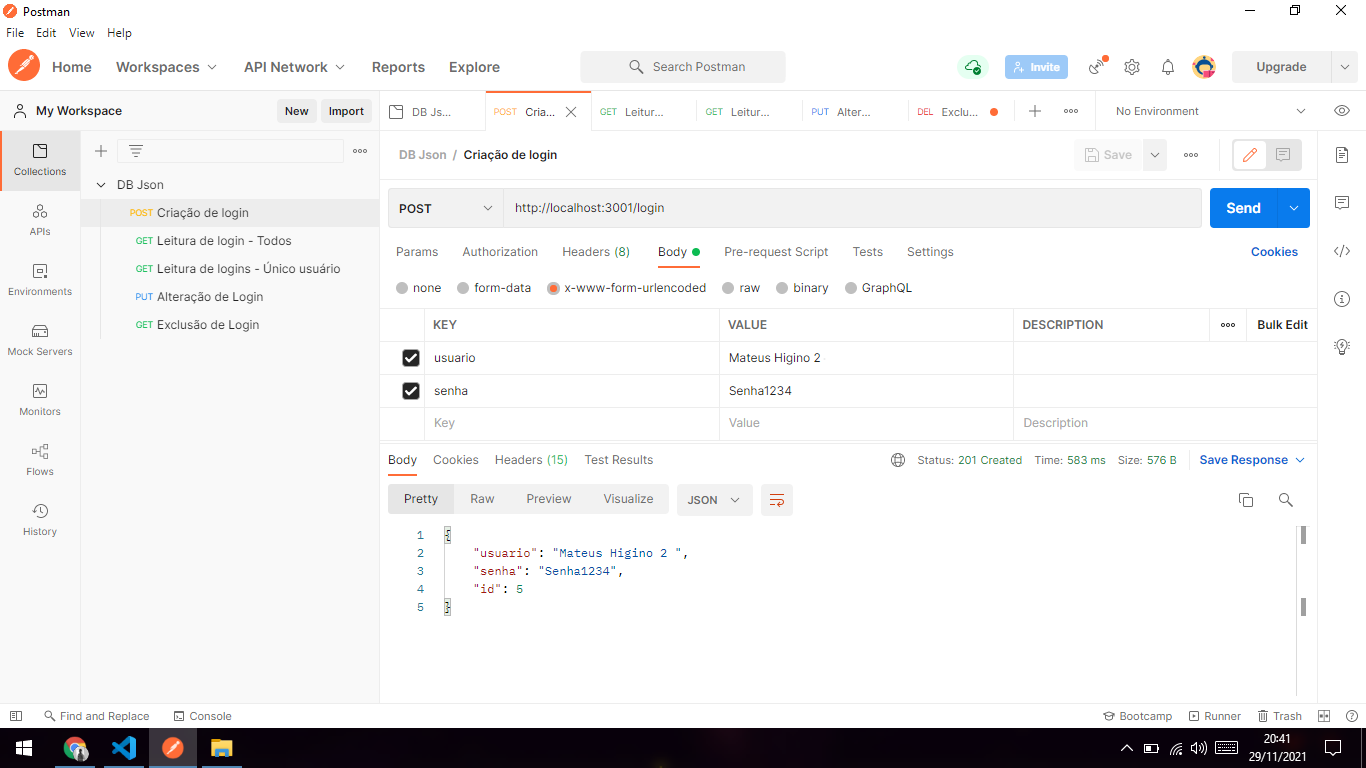 Postman
File Edit View Help
Home Workspaces API Network Reports Explore Search Postman Invite Upgrade
My Workspace New Import DB Js... POST Cria... GET Leitur... GET Leitur... PUT Alter... DEL Exclu... No Environment
DB Json / Criação de login Save
Collections
APIs
Environments
Mock Servers
Monitors
Flows
History
DB Json
POST Criação de login
GET Leitura de login - Todos
GET Leitura de logins - Único usuário
PUT Alteração de Login
GET Exclusão de Login
POST http://localhost:3001/login Send
Params Authorization Headers (8) Body Pre-request Script Tests Settings Cookies
none form-data x-www-form-urlencoded raw binary GraphQL
KEY VALUE DESCRIPTION Bulk Edit
usuario Mateus Higino 2
senha Senha1234
Key Value Description
Body Cookies Headers (15) Test Results Status: 201 Created Time: 583 ms Size: 576 B Save Response
Pretty Raw Preview Visualize JSON
1 {
2 "usuario": "Mateus Higino 2 ",
3 "senha": "Senha1234",
4 "id": 5
5 }
Find and Replace Console Bootcamp Runner Trash
20:41
29/11/2021